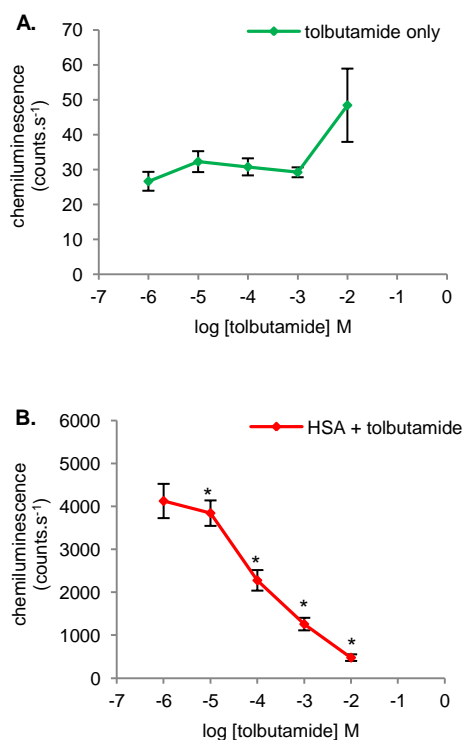 A.
tolbutamide only
70
60
50
40
30
20
10
0
chemiluminescence
(counts.s-1)
-7 -6 -5 -4 -3 -2 -1 0
log [tolbutamide] M
B.
HSA + tolbutamide
6000
5000
4000
3000
2000
1000
0
chemiluminescence
(counts.s-1)
* * * *
-7 -6 -5 -4 -3 -2 -1 0
log [tolbutamide] M